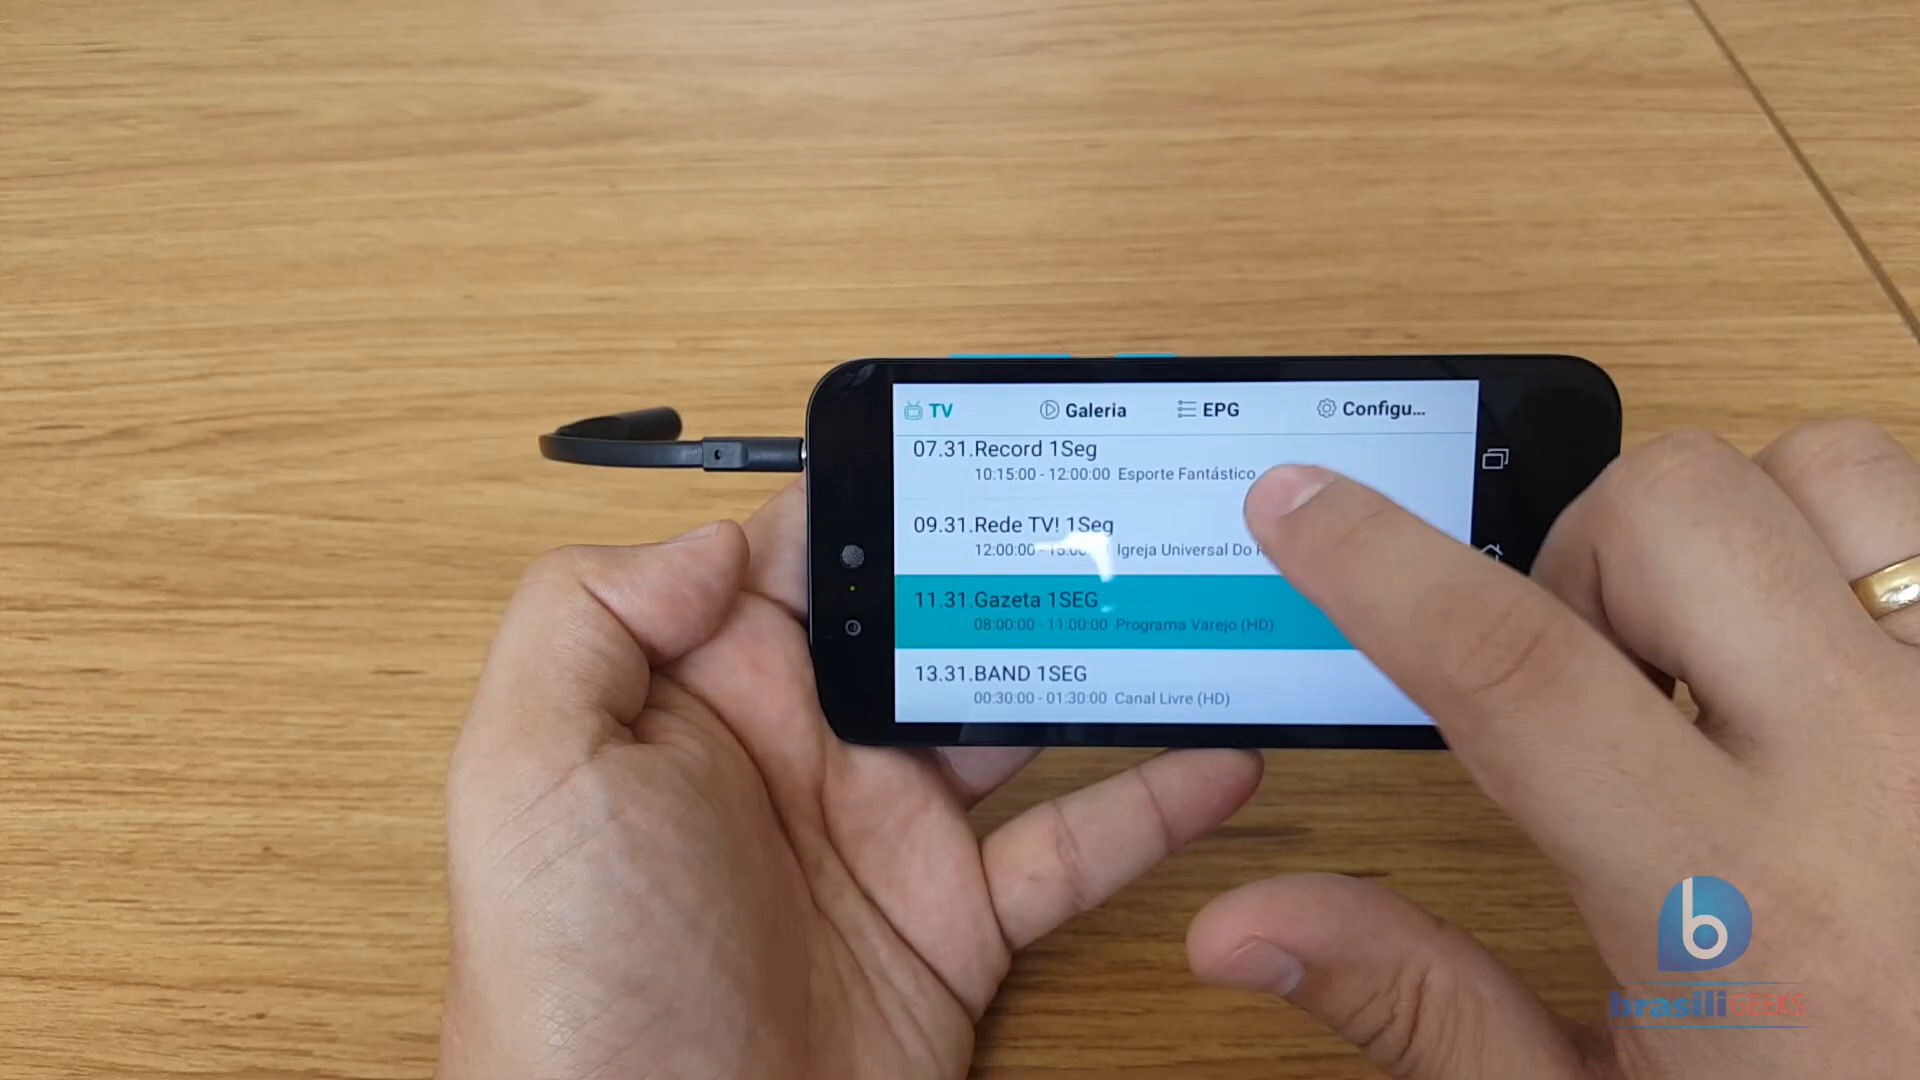 TV Galeria EPG Configu...
07.31.Record 1Seg
10:15:00 - 12:00:00 Esporte Fantástico
09.31.Rede TV! 1Seg
12:00:00 - 15:00 Igreja Universal Do
11.31.Gazeta 1SEG
08:00:00 - 11:00:00 Programa Varejo (HD)
13.31.BAND 1SEG
00:30:00 - 01:30:00 Canal Livre (HD)
b
brasiliGEEKS